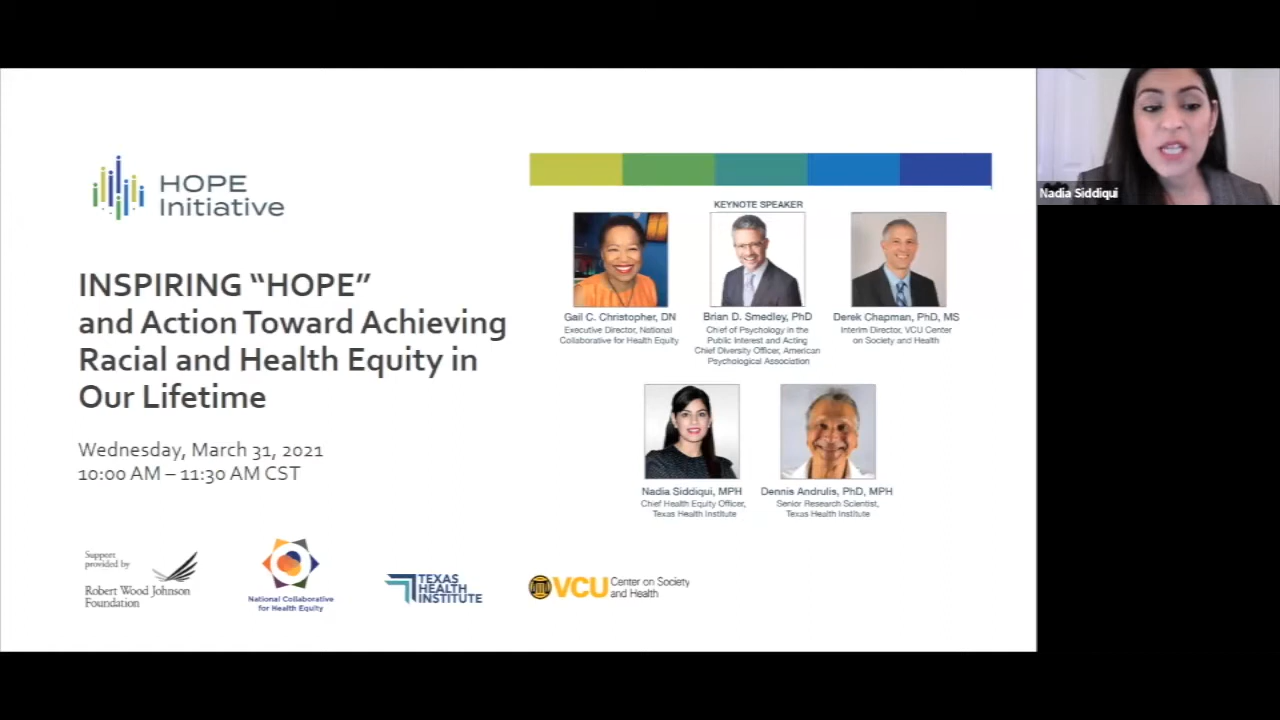 HOPE
Initiative
INSPIRING “HOPE”
and Action Toward Achieving
Racial and Health Equity in
Our Lifetime
Wednesday, March 31, 2021
10:00 AM – 11:30 AM CST
KEYNOTE SPEAKER
Gail C. Christopher, DN
Executive Director, National
Collaborative for Health Equity
Brian D. Smedley, PhD
Chief of Psychology in the
Public Interest and Acting
Chief Diversity Officer, American
Psychological Association
Derek Chapman, PhD, MS
Interim Director, VCU Center
on Society and Health
Nadia Siddiqui, MPH
Chief Health Equity Officer,
Texas Health Institute
Dennis Andrulis, PhD, MPH
Senior Research Scientist,
Texas Health Institute
Support
provided by
Robert Wood Johnson
Foundation
National Collaborative
for Health Equity
TEXAS
HEALTH
INSTITUTE
VCU Center on Society
and Health
Nadia Siddiqui